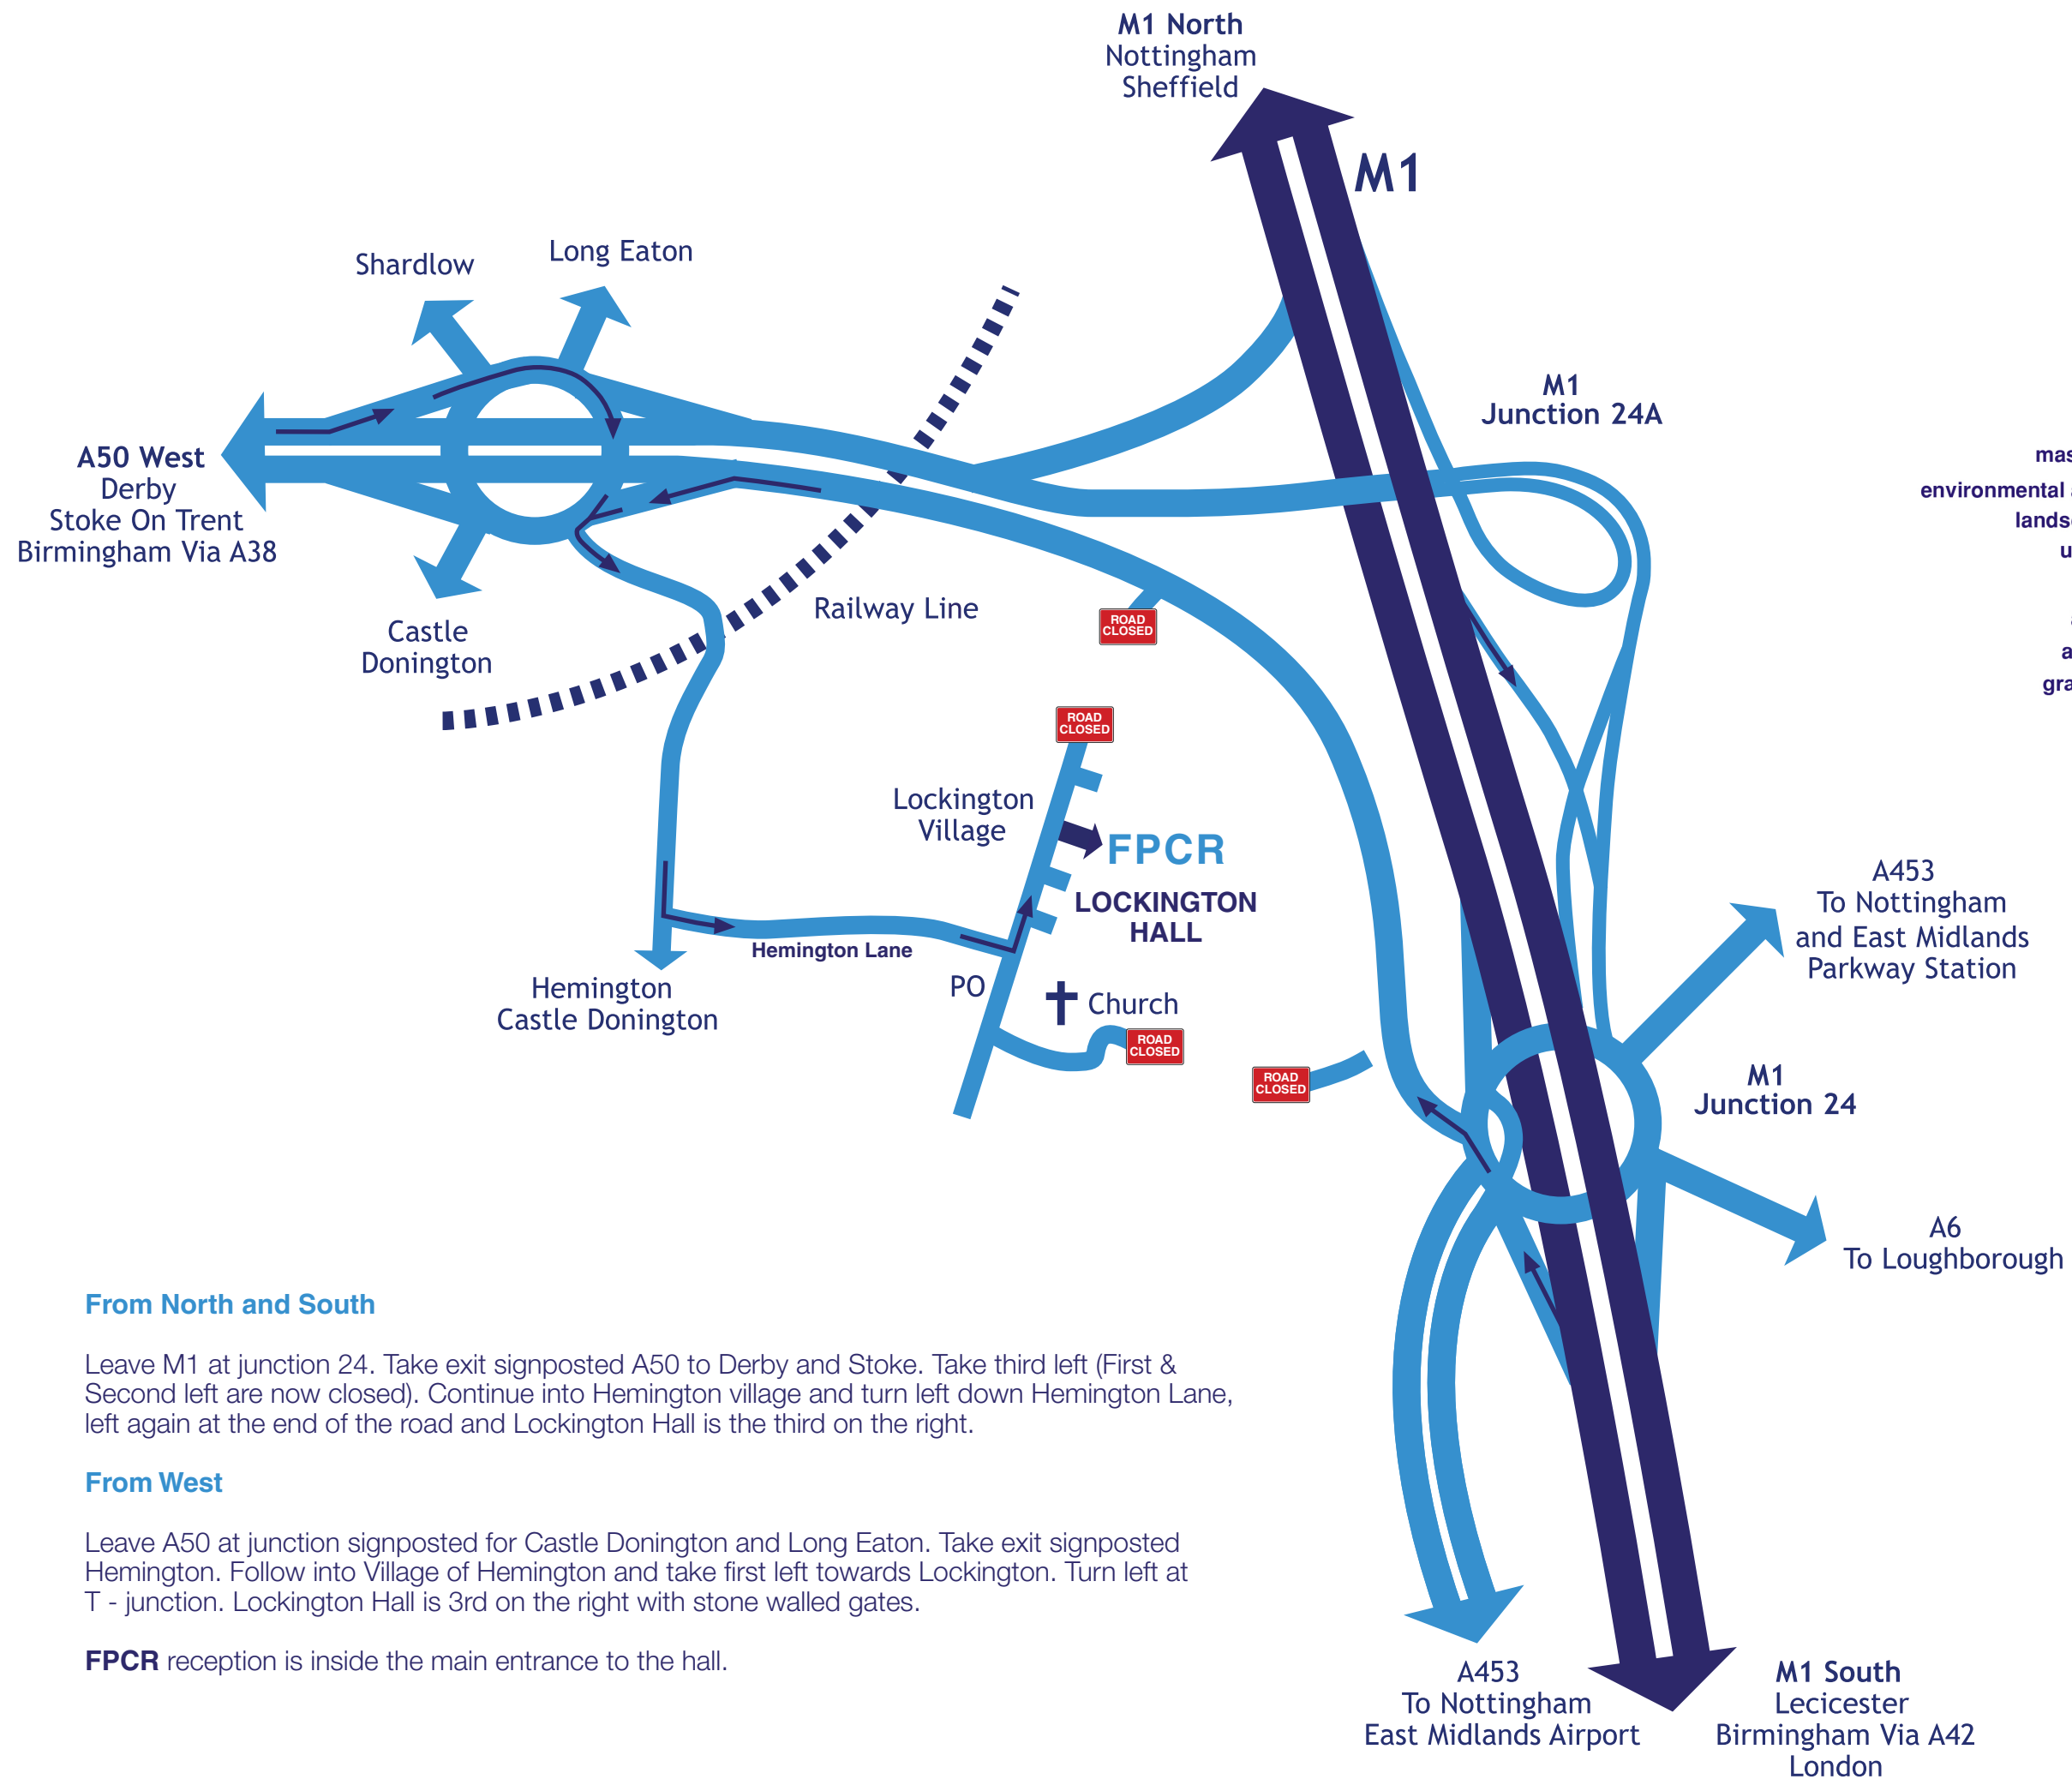 M1 North
Nottingham
Sheffield
M1
Shardlow
Long Eaton
M1
Junction 24A
A50 West
Derby
Stoke On Trent
Birmingham Via A38
environmental
Railway Line
ROAD
CLOSED
Castle
Donington
ROAD
CLOSED
Lockington
Village
FPCR
LOCKINGTON
HALL
A453
To Nottingham
and East Midlands
Parkway Station
Hemington Lane
Hemington
Castle Donington
PO
Church
ROAD
CLOSED
ROAD
CLOSED
M1
Junction 24
A6
To Loughborough
From North and South
Leave M1 at junction 24. Take exit signposted A50 to Derby and Stoke. Take third left (First &
Second left are now closed). Continue into Hemington village and turn left down Hemington Lane,
left again at the end of the road and Lockington Hall is the third on the right.
From West
Leave A50 at junction signposted for Castle Donington and Long Eaton. Take exit signposted
Hemington. Follow into Village of Hemington and take first left towards Lockington. Turn left at
T - junction. Lockington Hall is 3rd on the right with stone walled gates.
FPCR reception is inside the main entrance to the hall.
A453
To Nottingham
East Midlands Airport
M1 South
Lecicester
Birmingham Via A42
London